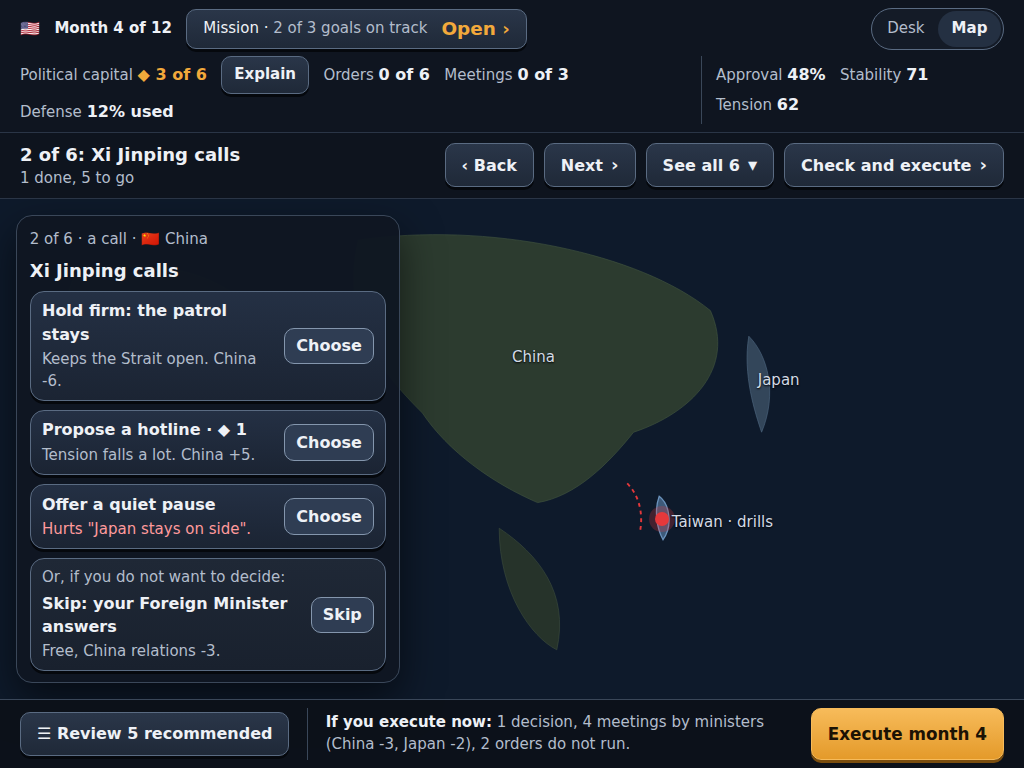 🇺🇸 Month 4 of 12
Mission · 2 of 3 goals on track Open ›
Desk Map
Political capital ◆ 3 of 6 Explain Orders 0 of 6 Meetings 0 of 3
Defense 12% used
Approval 48% Stability 71
Tension 62
2 of 6: Xi Jinping calls
1 done, 5 to go
‹ Back Next › See all 6 ▼ Check and execute ›
2 of 6 · a call · 🇨🇳 China
Xi Jinping calls
Hold firm: the patrol
stays
Keeps the Strait open. China
-6.
Choose
Propose a hotline · ◆ 1
Tension falls a lot. China +5.
Choose
Offer a quiet pause
Hurts "Japan stays on side".
Choose
Or, if you do not want to decide:
Skip: your Foreign Minister
answers
Free, China relations -3.
Skip
China
Japan
Taiwan · drills
☰ Review 5 recommended
If you execute now: 1 decision, 4 meetings by ministers
(China -3, Japan -2), 2 orders do not run.
Execute month 4